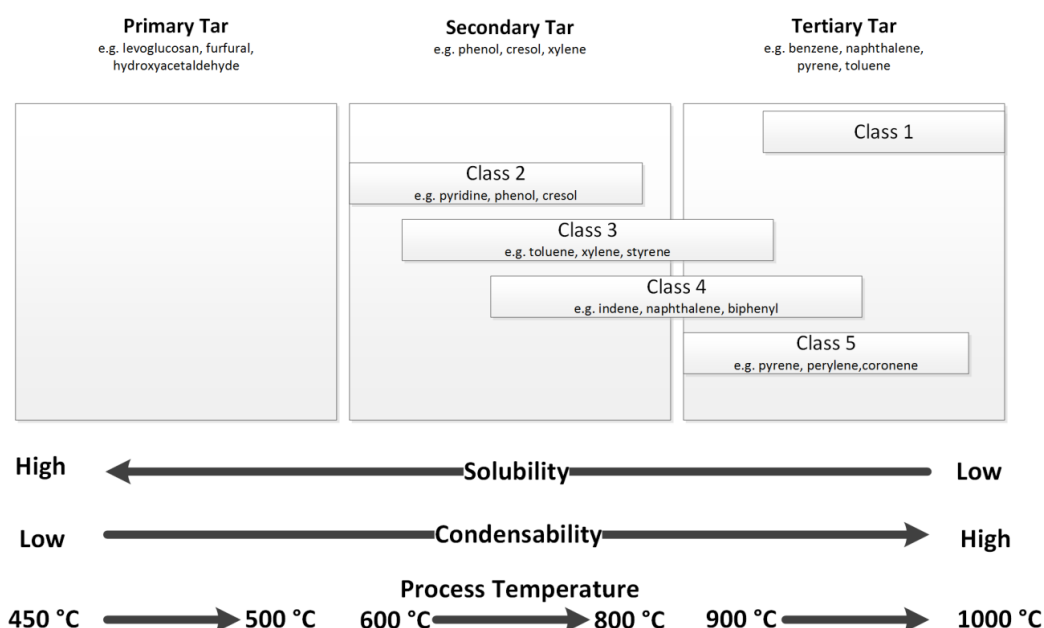 Primary Tar
e.g. levoglucosan, furfural,
hydroxyacetaldehyde
Secondary Tar
e.g. phenol, cresol, xylene
Tertiary Tar
e.g. benzene, naphthalene,
pyrene, toluene
Class 1
Class 2
e.g. pyridine, phenol, cresol
Class 3
e.g. toluene, xylene, styrene
Class 4
e.g. indene, naphthalene, biphenyl
Class 5
e.g. pyrene, perylene,coronene
High Solubility Low
Low Condensability High
Process Temperature
450 °C 500 °C 600 °C 800 °C 900 °C 1000 °C